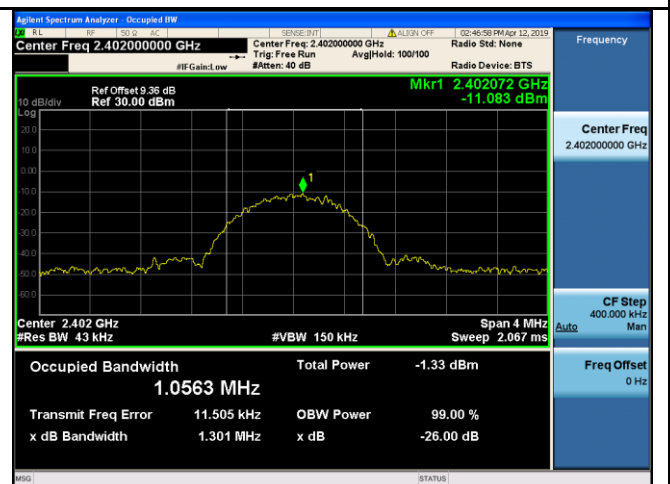 Agilent Spectrum Analyzer - Occupied BW
RL RF 50 Ω AC SENSE:INT ALIGN OFF 02:46:58 PM Apr 12, 2019
Center Freq 2.402000000 GHz Center Freq: 2.402000000 GHz Radio Std: None Frequency
Trig: Free Run Avg|Hold: 100/100
#IFGain:Low #Atten: 40 dB Radio Device: BTS
Ref Offset 9.36 dB Mkr1 2.402072 GHz
10 dB/div Ref 30.00 dBm -11.083 dBm
Log
20.0
10.0
0.00
-10.0
-20.0
-30.0
-40.0
-50.0
-60.0
1
Center Freq
2.402000000 GHz
Center 2.402 GHz Span 4 MHz
#Res BW 43 kHz #VBW 150 kHz Sweep 2.067 ms
CF Step
400.000 kHz
Auto Man
Occupied Bandwidth Total Power -1.33 dBm
1.0563 MHz
Transmit Freq Error 11.505 kHz OBW Power 99.00 %
x dB Bandwidth 1.301 MHz x dB -26.00 dB
Freq Offset
0 Hz
MSG STATUS